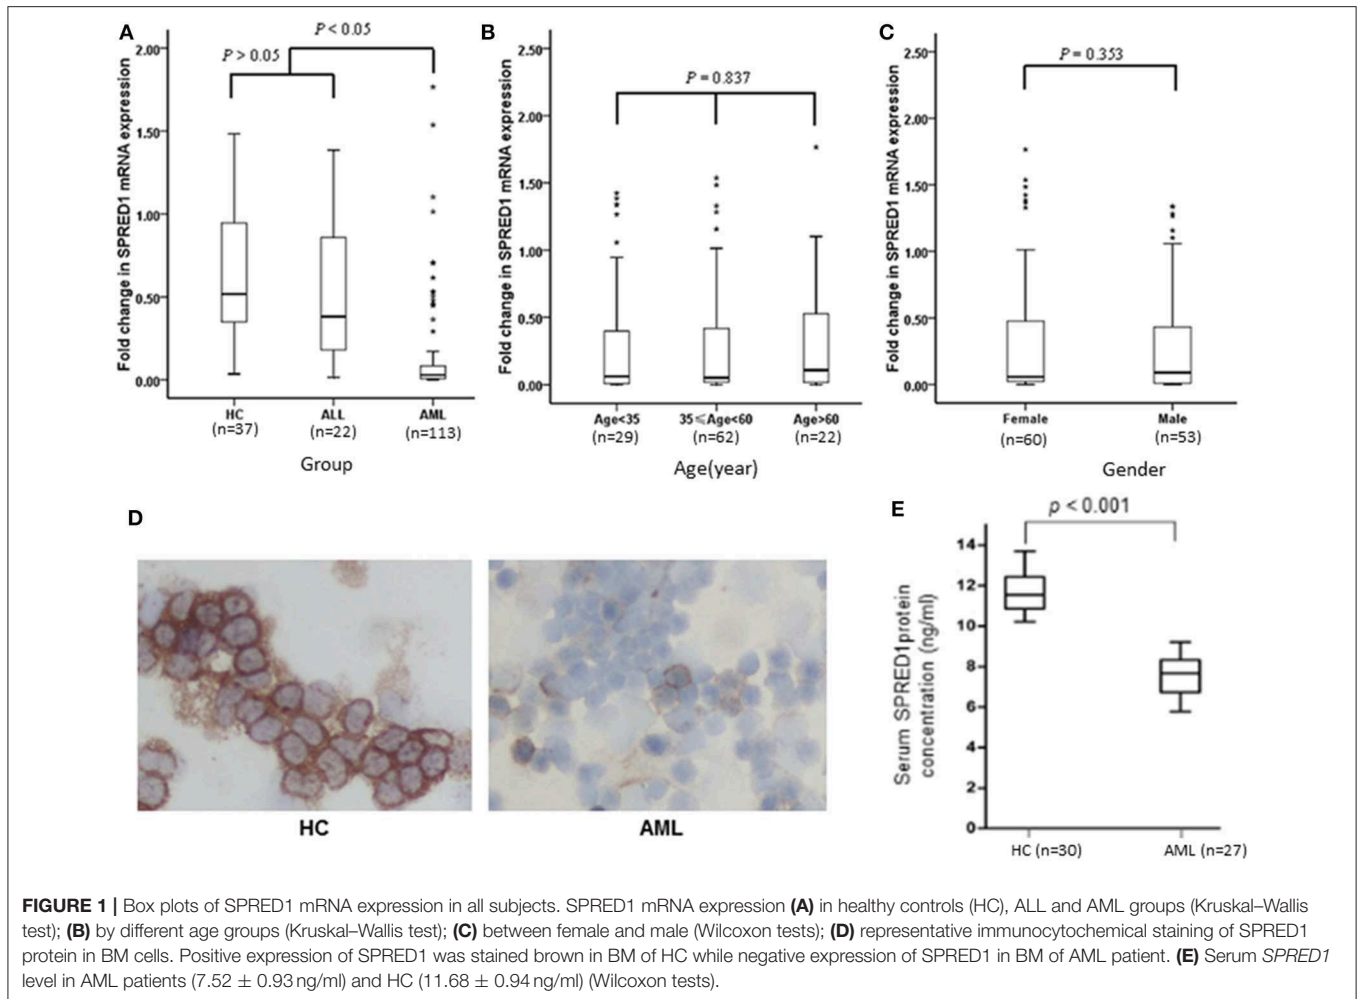 A
P < 0.05
P > 0.05
Fold change in SPRED1 mRNA expression
2.00
1.50
1.00
0.50
0.00
HC
ALL
AML
(n=37)
(n=22)
(n=113)
Group
B
P = 0.837
Fold change in SPRED1 mRNA expression
2.50
2.00
1.50
1.00
0.50
0.00
Age<35
35⩽Age<60
Age>60
(n=29)
(n=62)
(n=22)
Age(year)
C
P = 0.353
Fold change in SPRED1 mRNA expression
2.50
2.00
1.50
1.00
0.50
0.00
Female
Male
(n=60)
(n=53)
Gender
D
HC
AML
E
p < 0.001
Serum SPRED1protein
concentration (ng/ml)
14
12
10
8
6
4
2
0
HC (n=30)
AML (n=27)
FIGURE 1 | Box plots of SPRED1 mRNA expression in all subjects. SPRED1 mRNA expression (A) in healthy controls (HC), ALL and AML groups (Kruskal–Wallis
test); (B) by different age groups (Kruskal–Wallis test); (C) between female and male (Wilcoxon tests); (D) representative immunocytochemical staining of SPRED1
protein in BM cells. Positive expression of SPRED1 was stained brown in BM of HC while negative expression of SPRED1 in BM of AML patient. (E) Serum SPRED1
level in AML patients (7.52 ± 0.93 ng/ml) and HC (11.68 ± 0.94 ng/ml) (Wilcoxon tests).